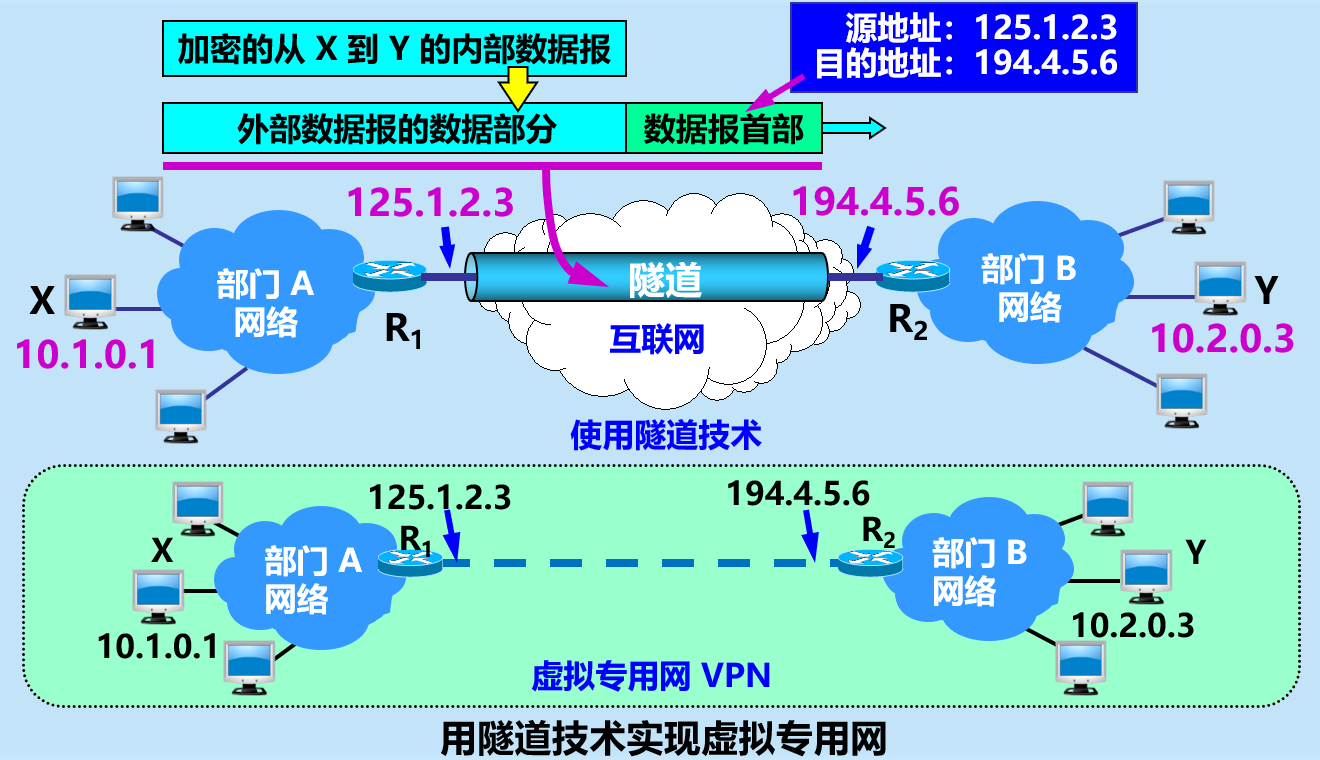 加密的从 X 到 Y 的内部数据报
源地址：125.1.2.3
目的地址：194.4.5.6
外部数据报的数据部分
数据报首部
125.1.2.3
194.4.5.6
部门 A
网络
隧道
部门 B
网络
X
Y
R1
R2
互联网
10.1.0.1
10.2.0.3
使用隧道技术
125.1.2.3
194.4.5.6
R1
R2
X
Y
部门 A
网络
部门 B
网络
10.1.0.1
10.2.0.3
虚拟专用网 VPN
用隧道技术实现虚拟专用网